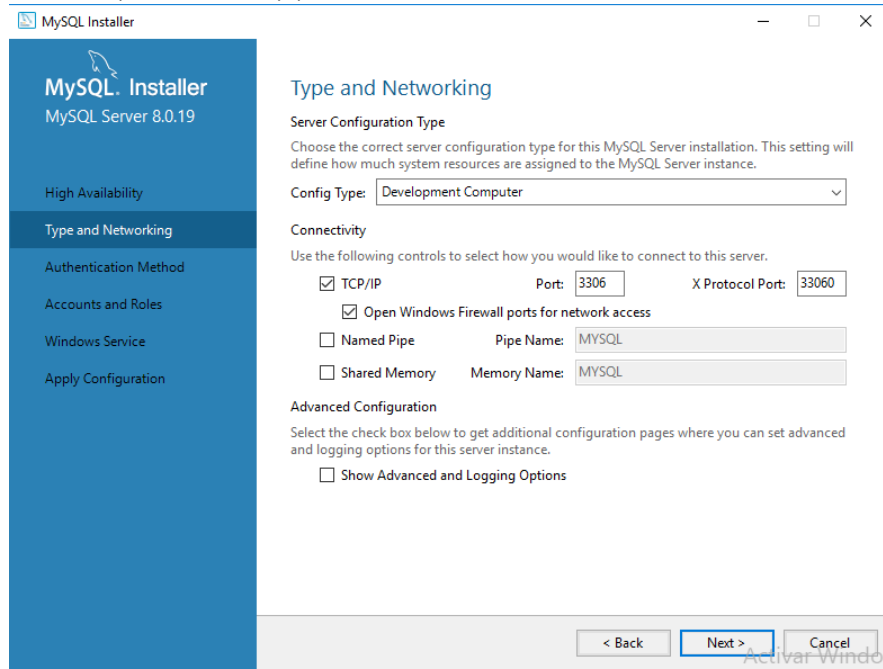 MySQL Installer
MySQL. Installer
MySQL Server 8.0.19
High Availability
Type and Networking
Authentication Method
Accounts and Roles
Windows Service
Apply Configuration
Type and Networking
Server Configuration Type
Choose the correct server configuration type for this MySQL Server installation. This setting will
define how much system resources are assigned to the MySQL Server instance.
Config Type: Development Computer
Connectivity
Use the following controls to select how you would like to connect to this server.
TCP/IP Port: 3306 X Protocol Port: 33060
Open Windows Firewall ports for network access
Named Pipe Pipe Name: MYSQL
Shared Memory Memory Name: MYSQL
Advanced Configuration
Select the check box below to get additional configuration pages where you can set advanced
and logging options for this server instance.
Show Advanced and Logging Options
< Back Next > Cancel
Activar Windo